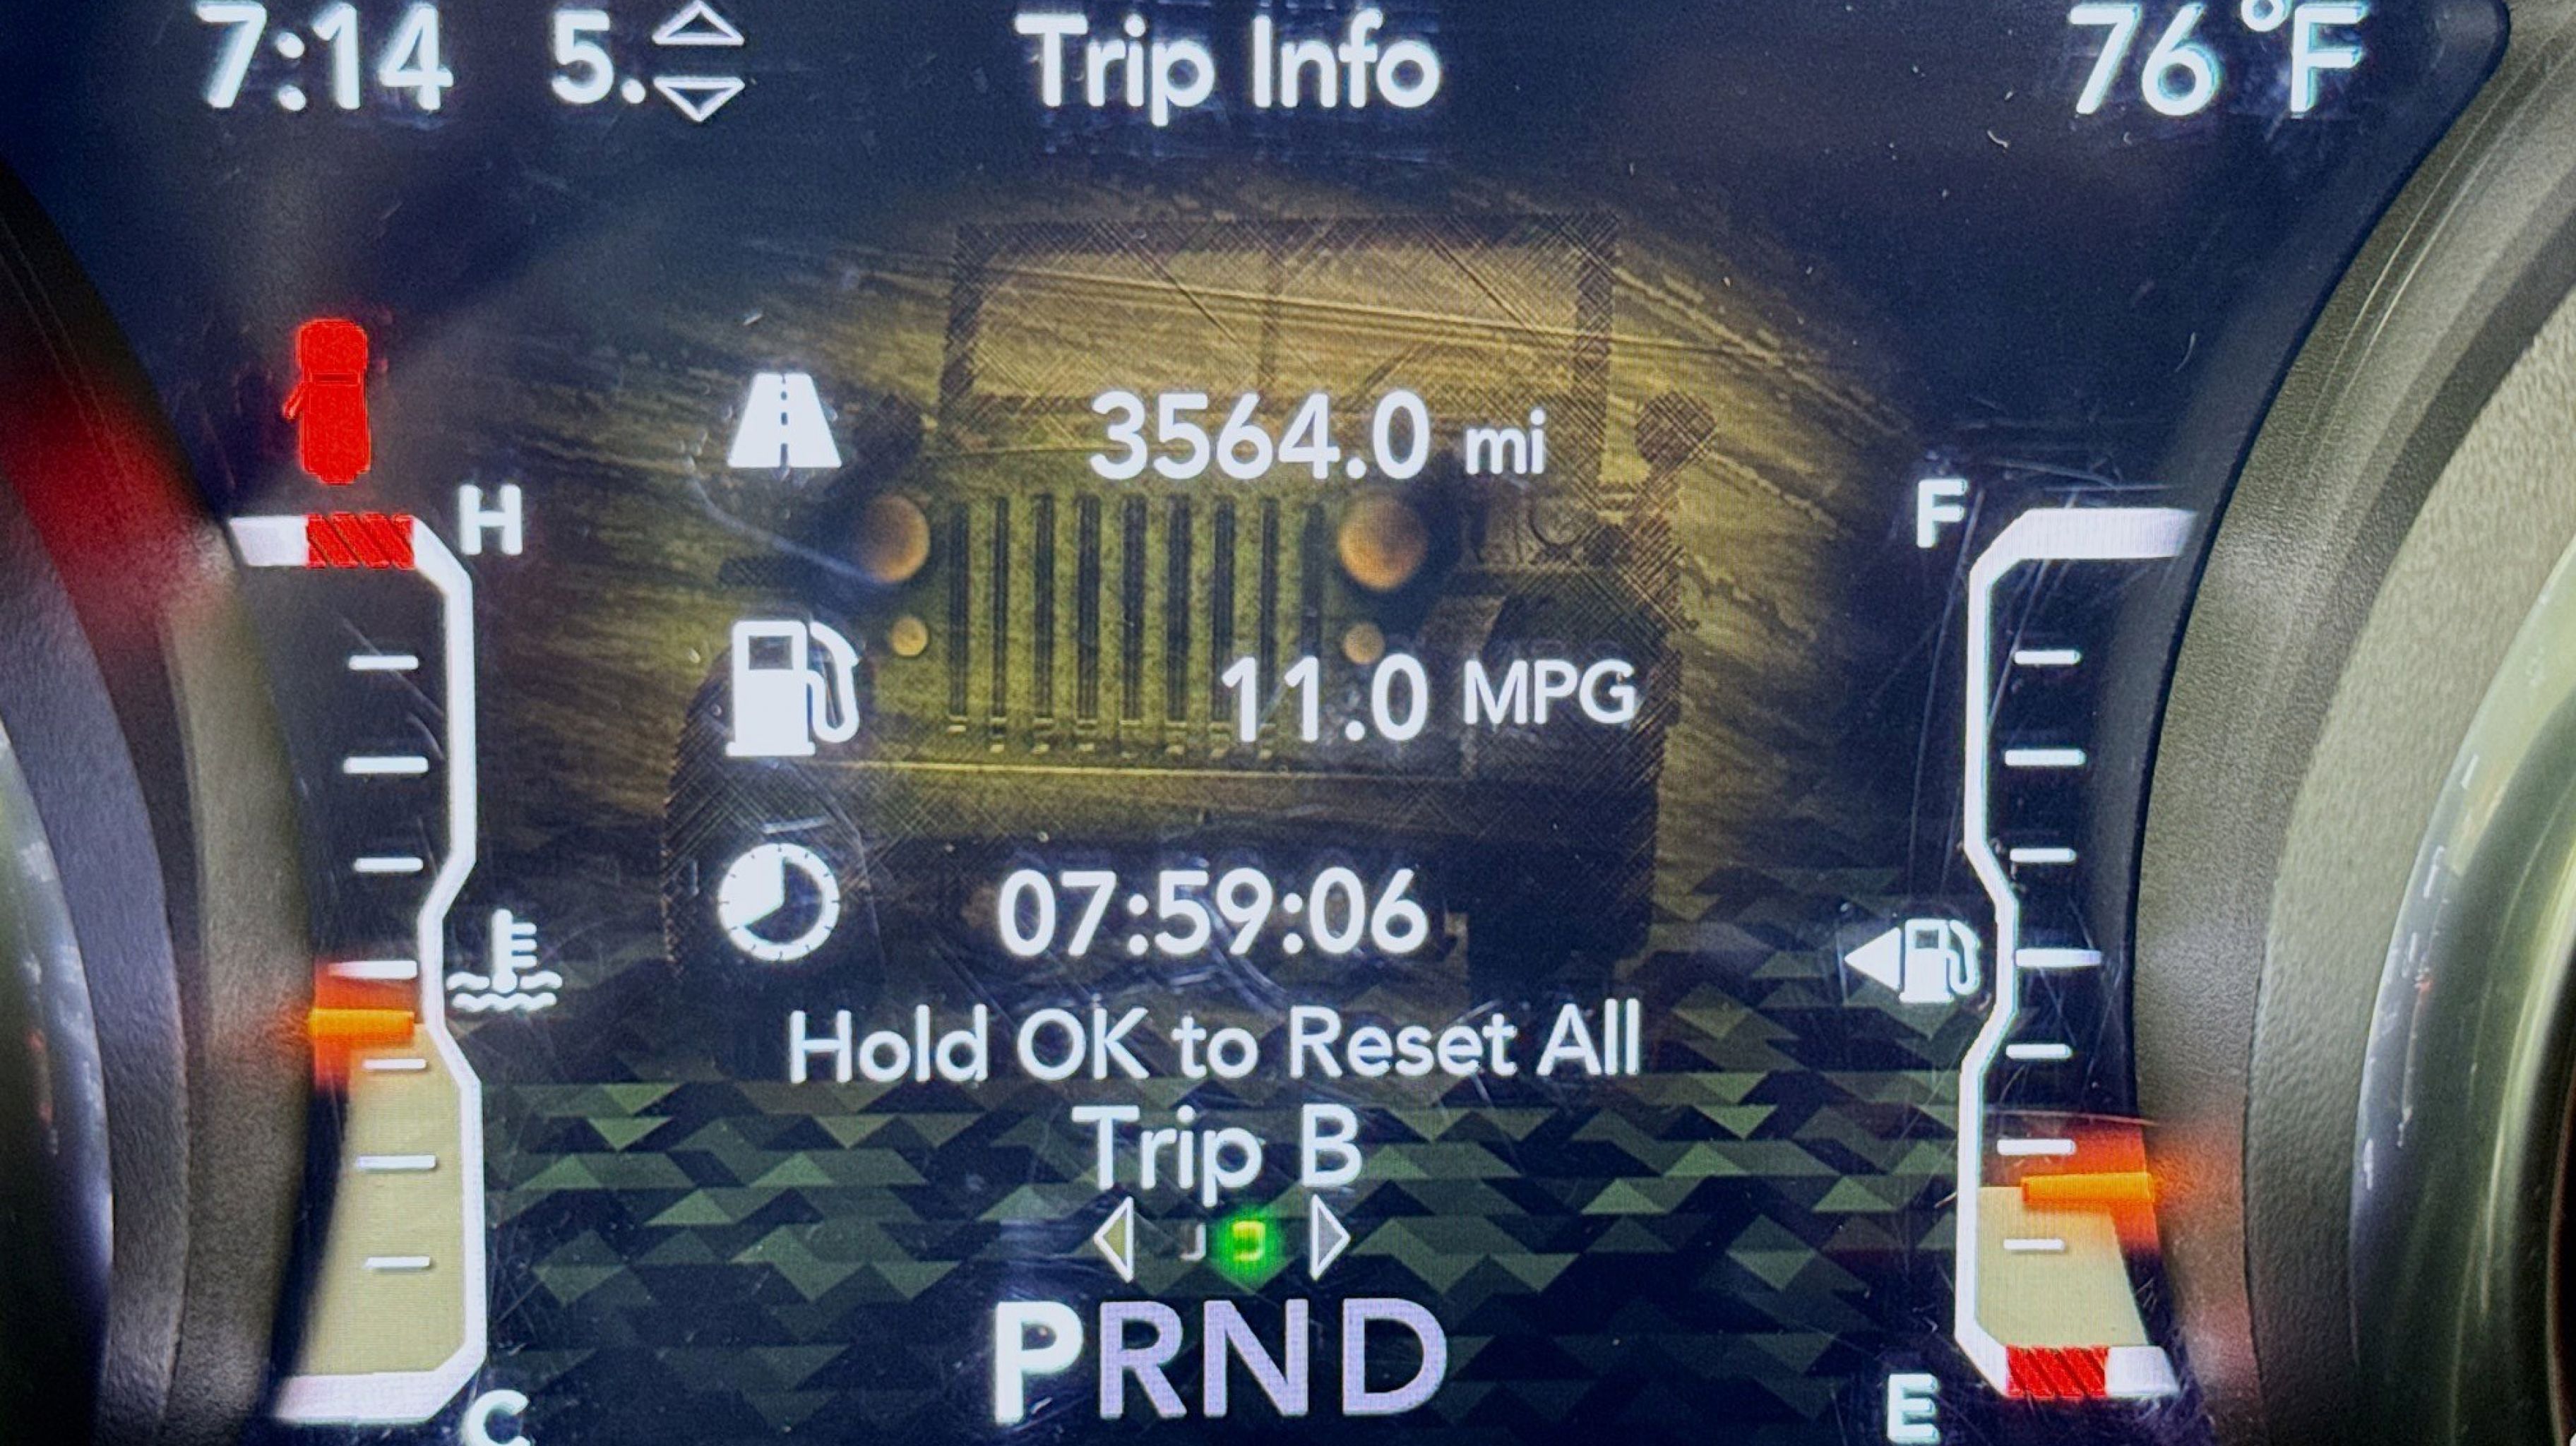 7:14 5. Trip Info 76°F
3564.0 mi
H
F
11.0 MPG
07:59:06
Hold OK to Reset All
Trip B
PRND
C
E